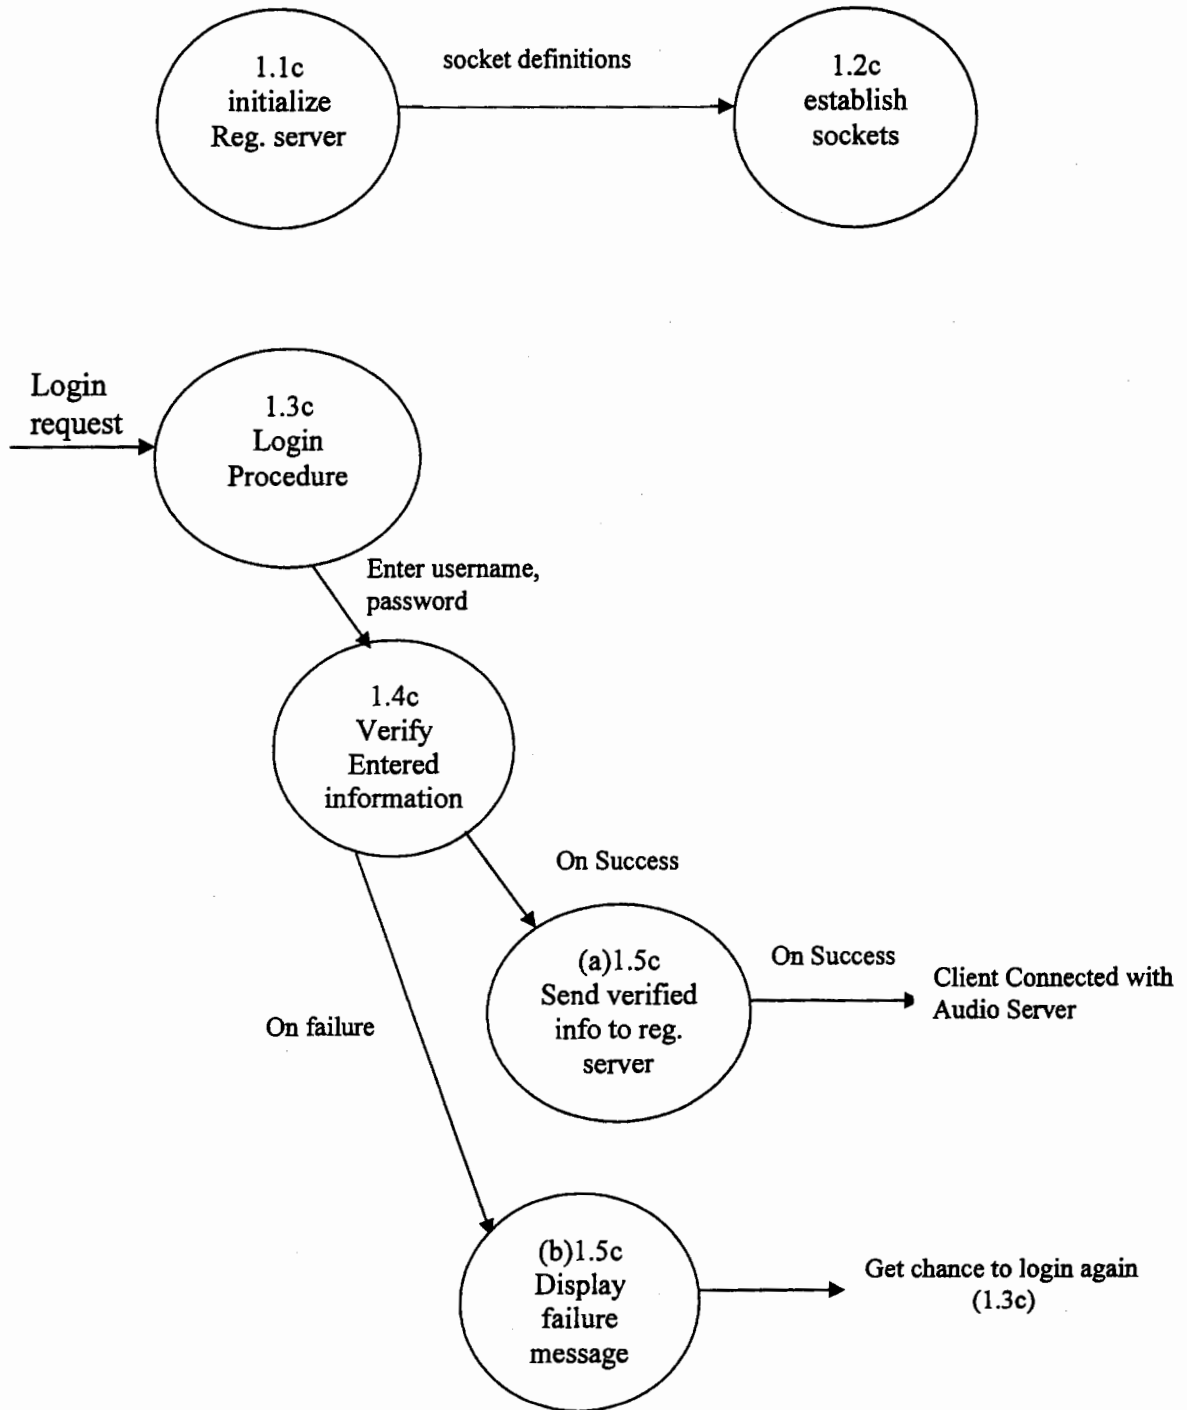 1.1c
initialize
Reg. server
socket definitions
1.2c
establish
sockets
Login
request
1.3c
Login
Procedure
Enter username,
password
1.4c
Verify
Entered
information
On Success
(a)1.5c
Send verified
info to reg.
server
On Success
Client Connected with
Audio Server
On failure
(b)1.5c
Display
failure
message
Get chance to login again
(1.3c)